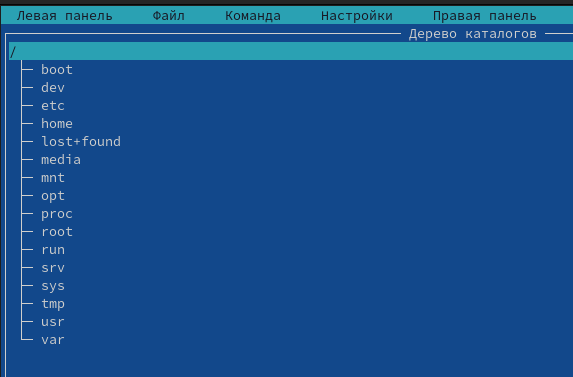 Левая панель Файл Команда Настройки Правая панель
Дерево каталогов
/
boot
dev
etc
home
lost+found
media
mnt
opt
proc
root
run
srv
sys
tmp
usr
var